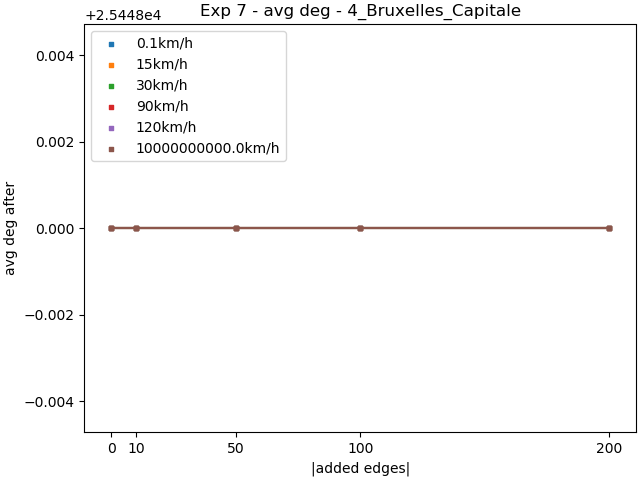 Exp 7 - avg deg - 4_Bruxelles_Capitale
+2.5448e4
0.1km/h
15km/h
30km/h
90km/h
120km/h
10000000000.0km/h
avg deg after
0.004
0.002
0.000
−0.002
−0.004
0 10 50 100 200
|added edges|